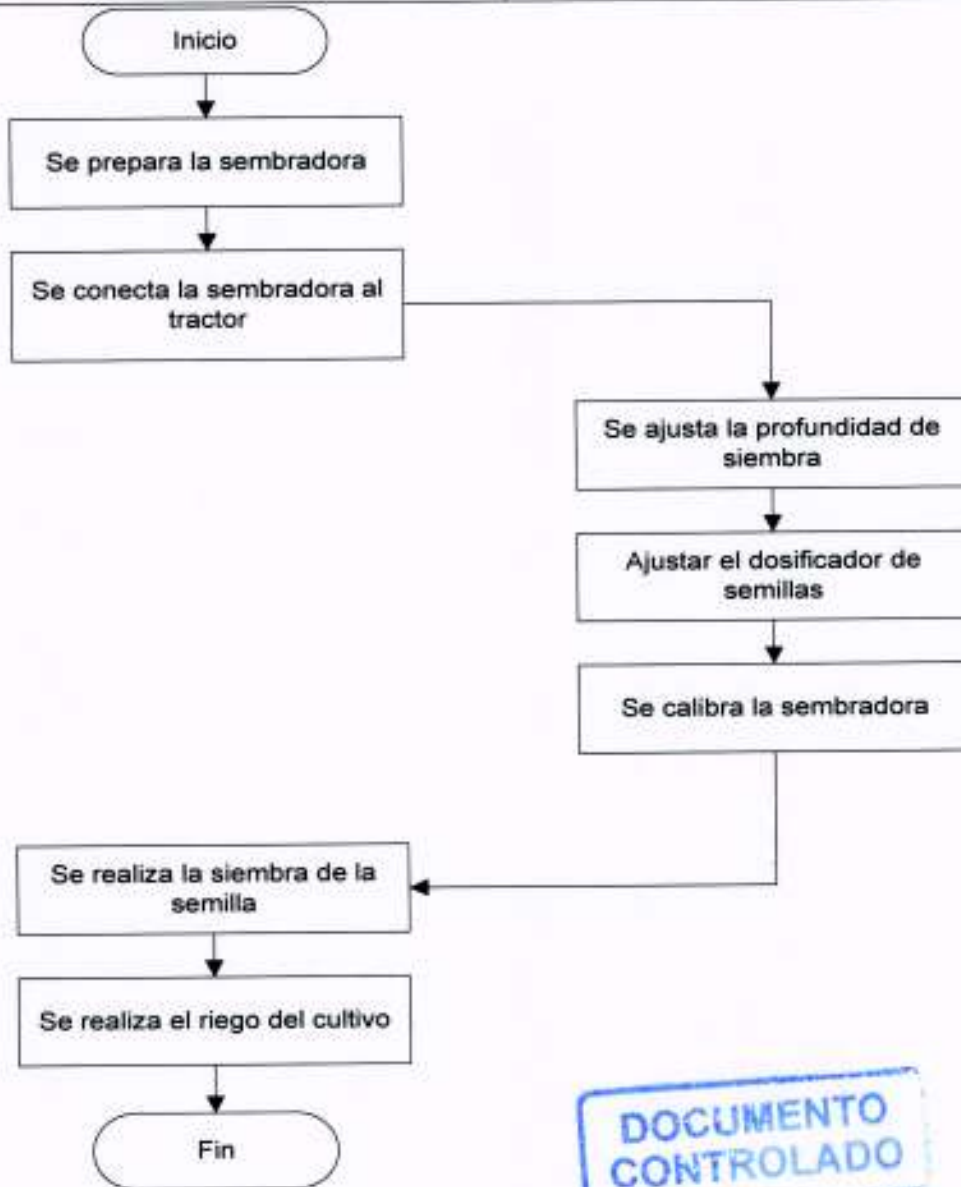 Inicio
Se prepara la sembradora
Se conecta la sembradora al
tractor
Se ajusta la profundidad de
siembra
Ajustar el dosificador de
semillas
Se calibra la sembradora
Se realiza la siembra de la
semilla
Se realiza el riego del cultivo
Fin
DOCUMENTO
CONTROLADO